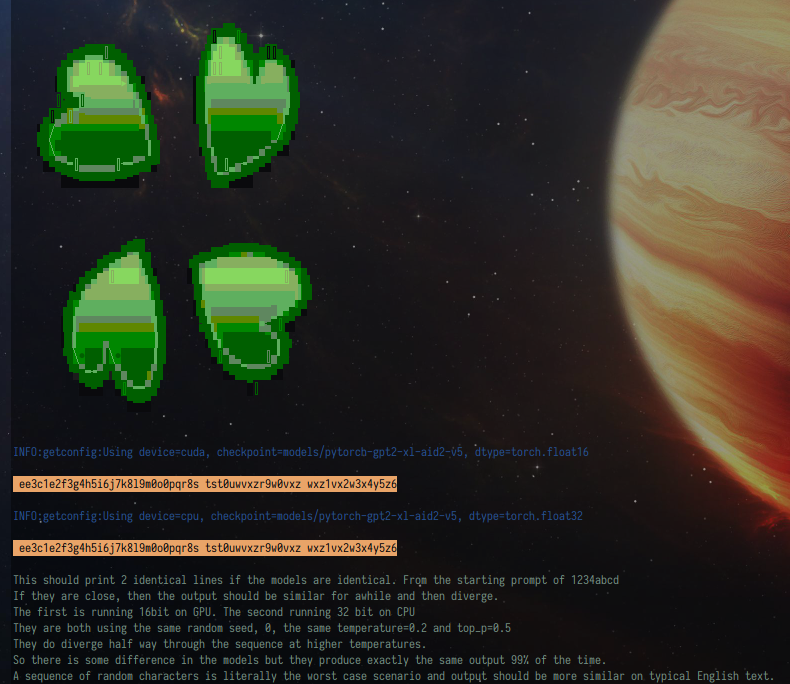 INFO:getconfig:Using device=cuda, checkpoint=models/pytorcb-gpt2-xl-aid2-v5, dtype=torch.float16
ee3c1e2f3g4h5i6j7k8l9m0o0pqr8s tst0uwvxzr9w0vxz wxz1vx2w3x4y5z6
INFO:getconfig:Using device=cpu, checkpoint=models/pytorch-gpt2-xl-aid2-v5, dtype=torch.float32
ee3c1e2f3g4h5i6j7k8l9m0o0pqr8s tst0uwvxzr9w0vxz wxz1vx2w3x4y5z6
This should print 2 identical lines if the models are identical. From the starting prompt of 1234abcd
If they are close, then the output should be similar for awhile and then diverge.
The first is running 16bit on GPU. The second running 32 bit on CPU
They are both using the same random seed, 0, the same temperature=0.2 and top_p=0.5
They do diverge half way through the sequence at higher temperatures.
So there is some difference in the models but they produce exactly the same output 99% of the time.
A sequence of random characters is literally the worst case scenario and output should be more similar on typical English text.